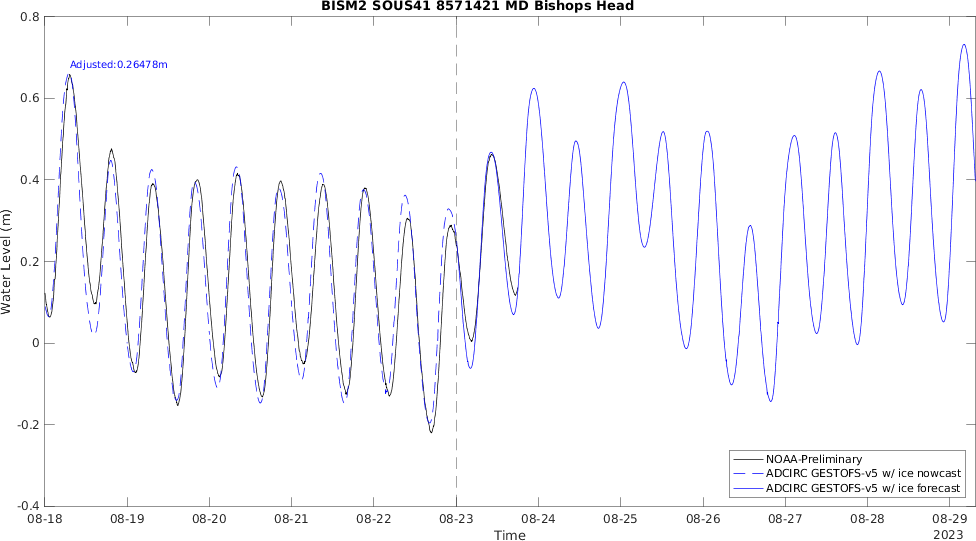 BISM2 SOUS41 8571421 MD Bishops Head
Adjusted:0.26478m
Water Level (m)
0.8
0.6
0.4
0.2
0
-0.2
-0.4
NOAA-Preliminary
ADCIRC GESTOFS-v5 w/ ice nowcast
ADCIRC GESTOFS-v5 w/ ice forecast
08-18 08-19 08-20 08-21 08-22 08-23 08-24 08-25 08-26 08-27 08-28 08-29
2023
Time